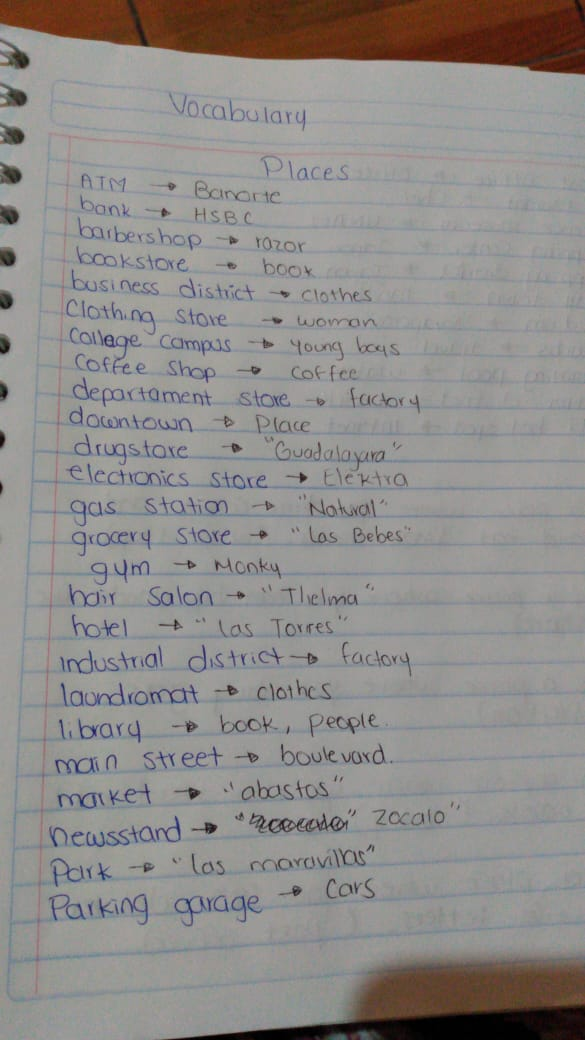 Vocabulary
Places
ATM → Banorte
bank → HSBC
barbershop → razor
bookstore → book
business district → clothes
Clothing store → woman
College campus → young boys
Coffee Shop → Coffee
departament store → factory
downtown → Place
drugstore → "Guadalajara"
electronics store → Elektra
gas station → "Natural"
grocery store → "Las Bebes"
gym → Monky
hair Salon → "Thelma"
hotel → "Las Torres"
industrial district → factory
laundromat → clothes
library → book, people.
main street → boulevard.
market → "abastos"
newsstand → " " zocalo"
Park → "las maravillas"
Parking garage → Cars